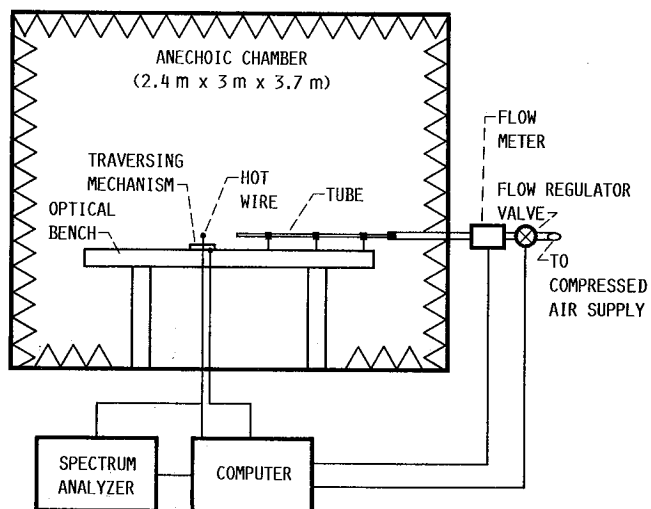 ANECHOIC CHAMBER
(2.4 m x 3 m x 3.7 m)
FLOW
METER
TRAVERSING
MECHANISM
HOT
WIRE
TUBE
FLOW REGULATOR
VALVE
OPTICAL
BENCH
TO
COMPRESSED
AIR SUPPLY
SPECTRUM
ANALYZER
COMPUTER